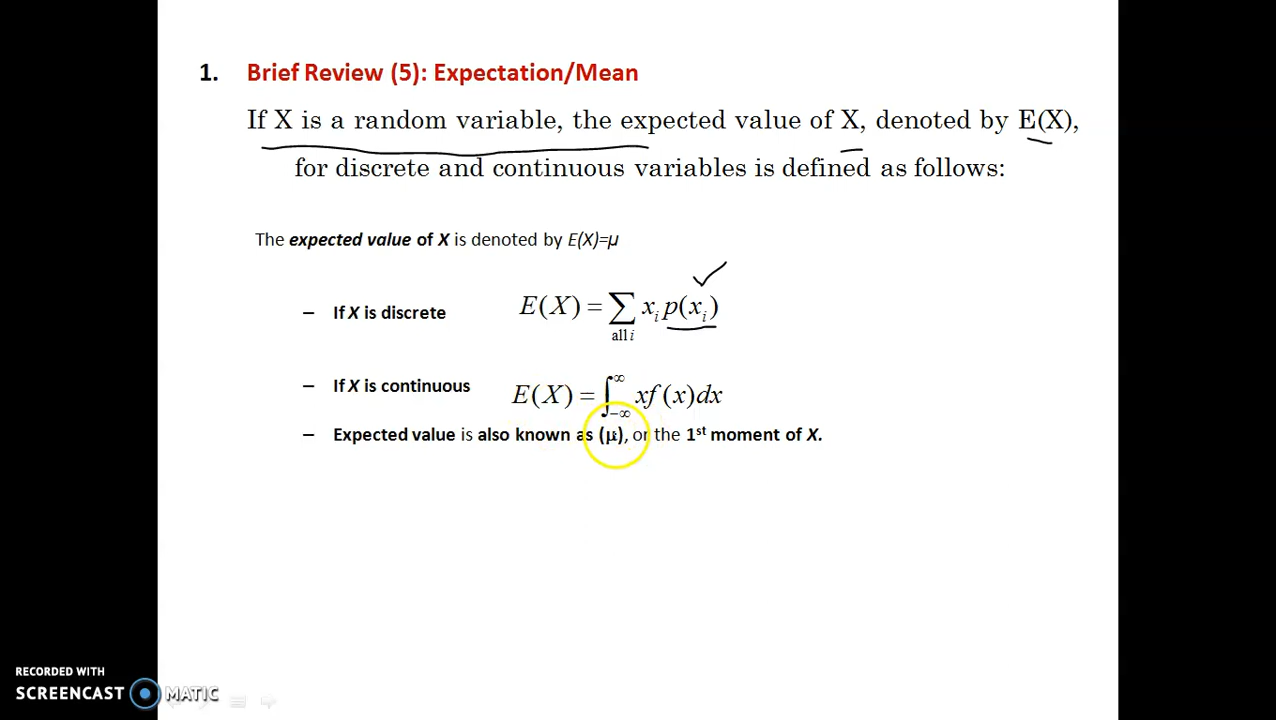 1. Brief Review (5): Expectation/Mean
If X is a random variable, the expected value of X, denoted by E(X),
for discrete and continuous variables is defined as follows:
The expected value of X is denoted by E(X)=μ
– If X is discrete E(X) = ∑ xᵢ p(xᵢ)
all i
– If X is continuous E(X) = ∫_{−∞}^{∞} xf(x)dx
– Expected value is also known as (μ), or the 1st moment of X.
RECORDED WITH
SCREENCAST MATIC